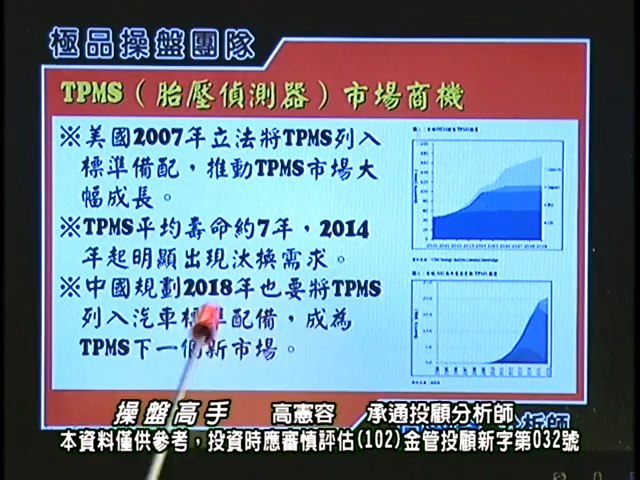 極品操盤團隊
TPMS（胎壓偵測器）市場商機
※美國2007年立法將TPMS列入
標準備配，推動TPMS市場大
幅成長。
※TPMS平均壽命約7年，2014
年起明顯出現汰換需求。
※中國規劃2018年也要將TPMS
列入汽車標準配備，成為
TPMS下一個新市場。
操盤高手 高憲容 承通投顧分析師
本資料僅供參考，投資時應審慎評估(102)金管投顧新字第032號